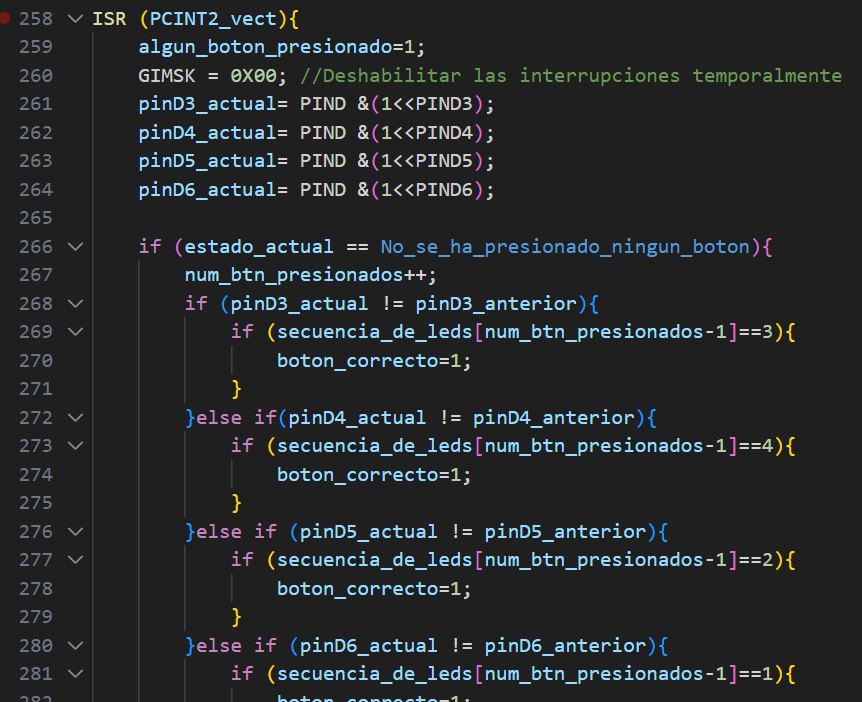 258 ISR (PCINT2_vect){
259 algun_boton_presionado=1;
260 GIMSK = 0X00; //Deshabilitar las interrupciones temporalmente
261 pinD3_actual= PIND &(1<<PIND3);
262 pinD4_actual= PIND &(1<<PIND4);
263 pinD5_actual= PIND &(1<<PIND5);
264 pinD6_actual= PIND &(1<<PIND6);
265
266 if (estado_actual == No_se_ha_presionado_ningun_boton){
267 num_btn_presionados++;
268 if (pinD3_actual != pinD3_anterior){
269 if (secuencia_de_leds[num_btn_presionados-1]==3){
270 boton_correcto=1;
271 }
272 }else if(pinD4_actual != pinD4_anterior){
273 if (secuencia_de_leds[num_btn_presionados-1]==4){
274 boton_correcto=1;
275 }
276 }else if (pinD5_actual != pinD5_anterior){
277 if (secuencia_de_leds[num_btn_presionados-1]==2){
278 boton_correcto=1;
279 }
280 }else if (pinD6_actual != pinD6_anterior){
281 if (secuencia_de_leds[num_btn_presionados-1]==1){
282 boton_correcto=1;